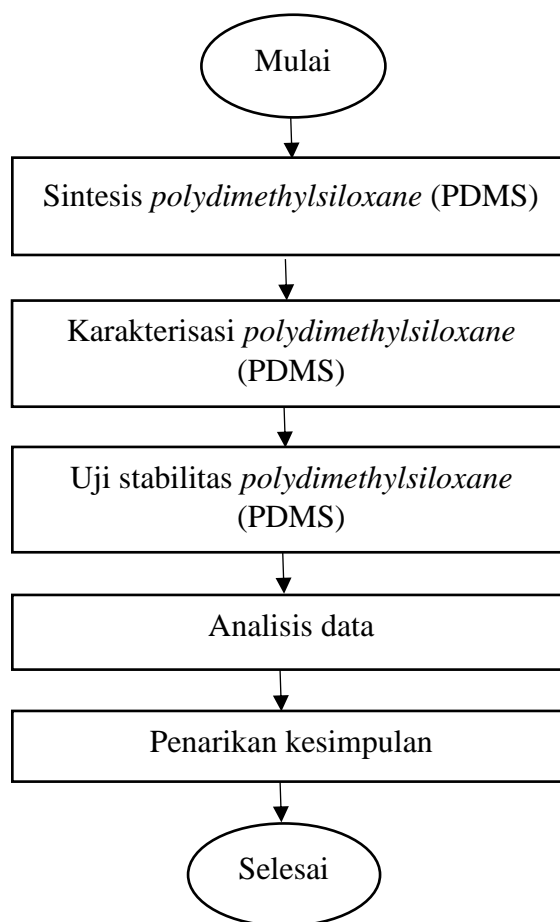 Mulai
Sintesis polydimethylsiloxane (PDMS)
Karakterisasi polydimethylsiloxane
(PDMS)
Uji stabilitas polydimethylsiloxane
(PDMS)
Analisis data
Penarikan kesimpulan
Selesai